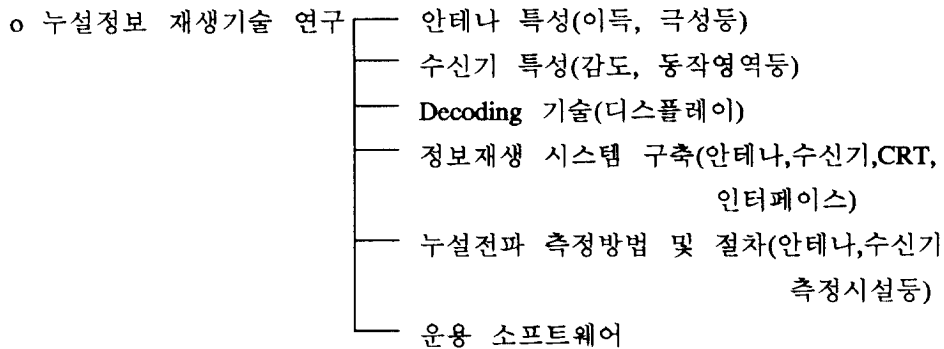 o 누설정보 재생기술 연구 안테나 특성(이득, 극성등)
수신기 특성(감도, 동작영역등)
Decoding 기술(디스플레이)
정보재생 시스템 구축(안테나,수신기,CRT,
인터페이스)
누설전파 측정방법 및 절차(안테나,수신기
측정시설등)
운용 소프트웨어